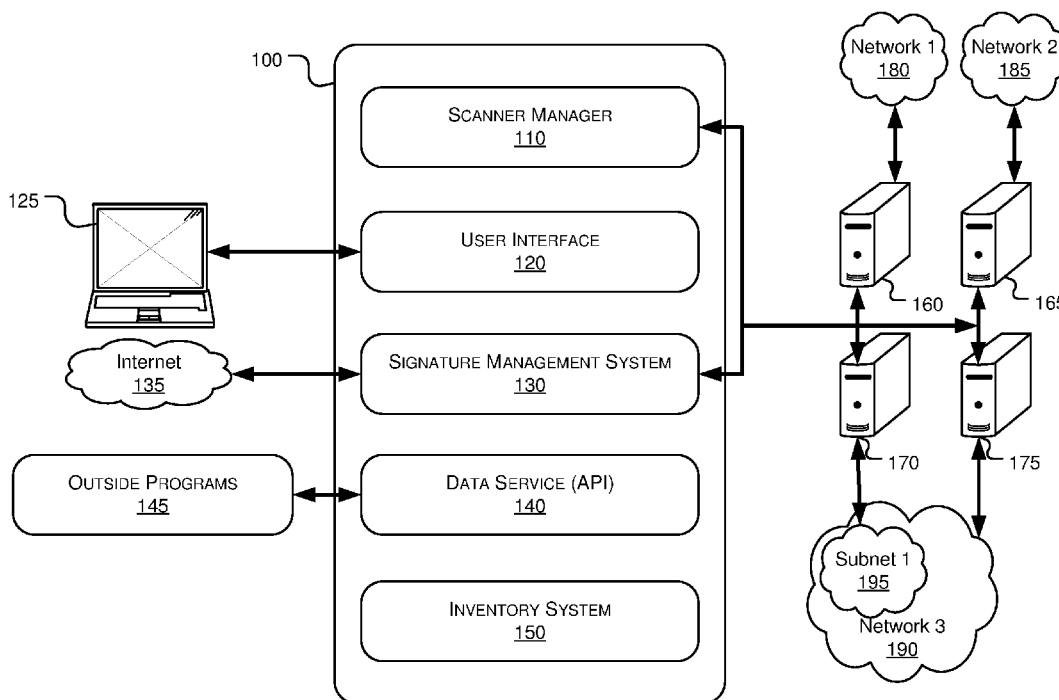 100
SCANNER MANAGER
110
125
USER INTERFACE
120
Internet
135
SIGNATURE MANAGEMENT SYSTEM
130
OUTSIDE PROGRAMS
145
DATA SERVICE (API)
140
INVENTORY SYSTEM
150
Network 1
180
Network 2
185
160
165
170
175
Subnet 1
195
Network 3
190